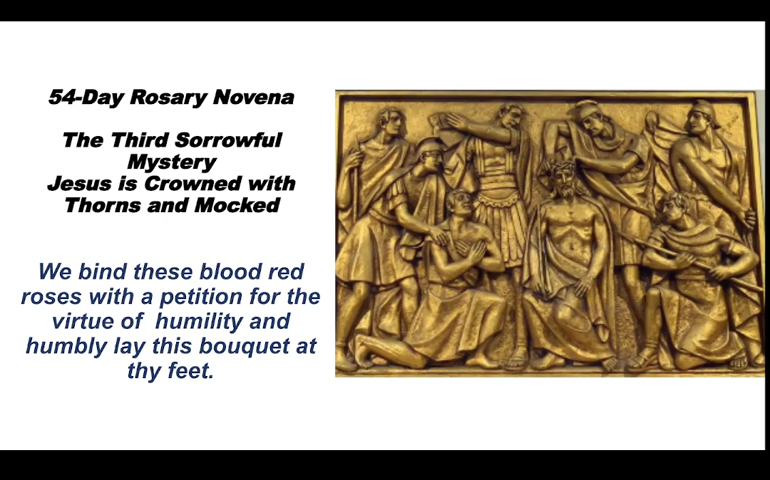 54-Day Rosary Novena
The Third Sorrowful
Mystery
Jesus is Crowned with
Thorns and Mocked
We bind these blood red
roses with a petition for the
virtue of humility and
humbly lay this bouquet at
thy feet.